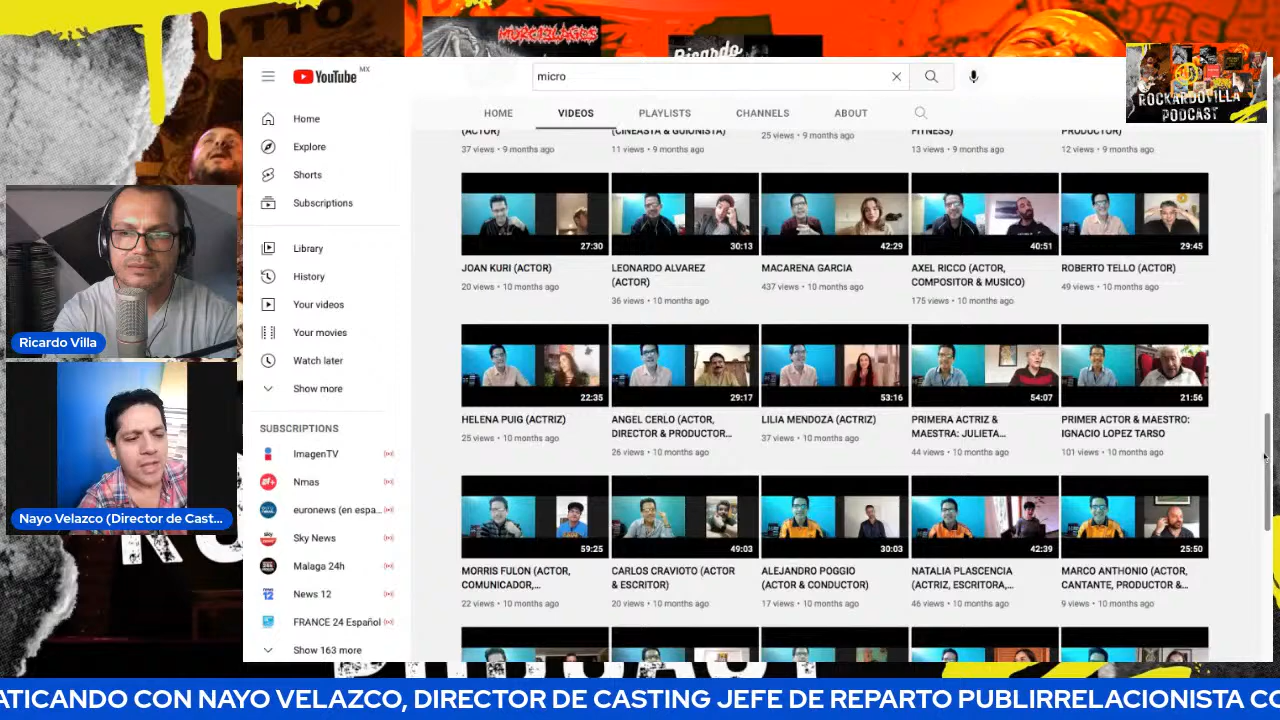 MORCIELAGOS
Ricardo
YouTube MX
micro
ROCKARDOVILLA
PODCAST
HOME
VIDEOS
PLAYLISTS
CHANNELS
ABOUT
Home
Explore
Shorts
Subscriptions
Library
History
Your videos
Your movies
Watch later
Show more
SUBSCRIPTIONS
ImagenTV
Nmas
euronews (en espa...
Sky News
Malaga 24h
News 12
FRANCE 24 Español
Show 163 more
(ACTOR)
37 views • 9 months ago
(CINEASTA & GUIONISTA)
11 views • 9 months ago
25 views • 9 months ago
FITNESS)
13 views • 9 months ago
PRODUCTOR)
12 views • 9 months ago
27:30
JOAN KURI (ACTOR)
20 views • 10 months ago
30:13
LEONARDO ALVAREZ
(ACTOR)
36 views • 10 months ago
42:29
MACARENA GARCIA
437 views • 10 months ago
40:51
AXEL RICCO (ACTOR,
COMPOSITOR & MUSICO)
175 views • 10 months ago
29:45
ROBERTO TELLO (ACTOR)
49 views • 10 months ago
22:35
HELENA PUIG (ACTRIZ)
25 views • 10 months ago
29:17
ANGEL CERLO (ACTOR,
DIRECTOR & PRODUCTOR...
26 views • 10 months ago
53:16
LILIA MENDOZA (ACTRIZ)
37 views • 10 months ago
54:07
PRIMERA ACTRIZ &
MAESTRA: JULIETA...
44 views • 10 months ago
21:56
PRIMER ACTOR & MAESTRO:
IGNACIO LOPEZ TARSO
101 views • 10 months ago
59:25
MORRIS FULON (ACTOR,
COMUNICADOR,...
22 views • 10 months ago
49:03
CARLOS CRAVIOTO (ACTOR
& ESCRITOR)
20 views • 10 months ago
30:03
ALEJANDRO POGGIO
(ACTOR & CONDUCTOR)
17 views • 10 months ago
42:39
NATALIA PLASCENCIA
(ACTRIZ, ESCRITORA,...
46 views • 10 months ago
25:50
MARCO ANTHONIO (ACTOR,
CANTANTE, PRODUCTOR &...
9 views • 10 months ago
Ricardo Villa
Nayo Velazco (Director de Cast...
ATICANDO CON NAYO VELAZCO, DIRECTOR DE CASTING JEFE DE REPARTO PUBLIRRELACIONISTA CO